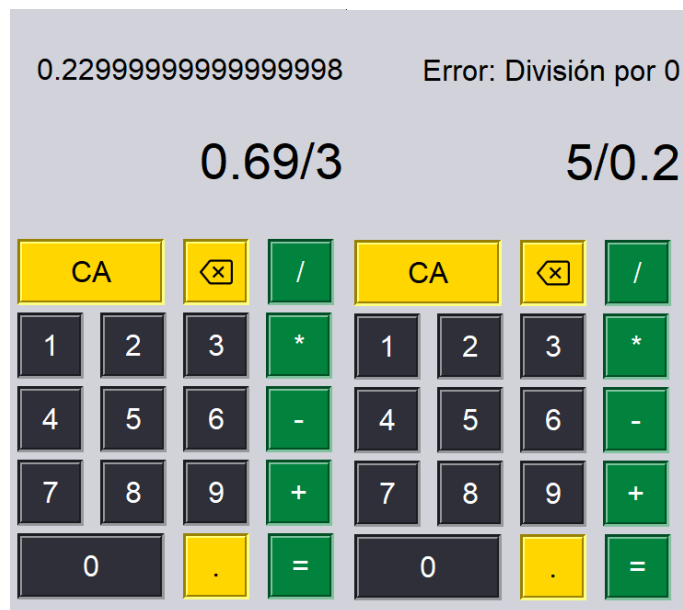 0.22999999999999998 Error: División por 0
0.69/3 5/0.2
CA / CA /
1 2 3 * 1 2 3 *
4 5 6 - 4 5 6 -
7 8 9 + 7 8 9 +
0 . = 0 . =